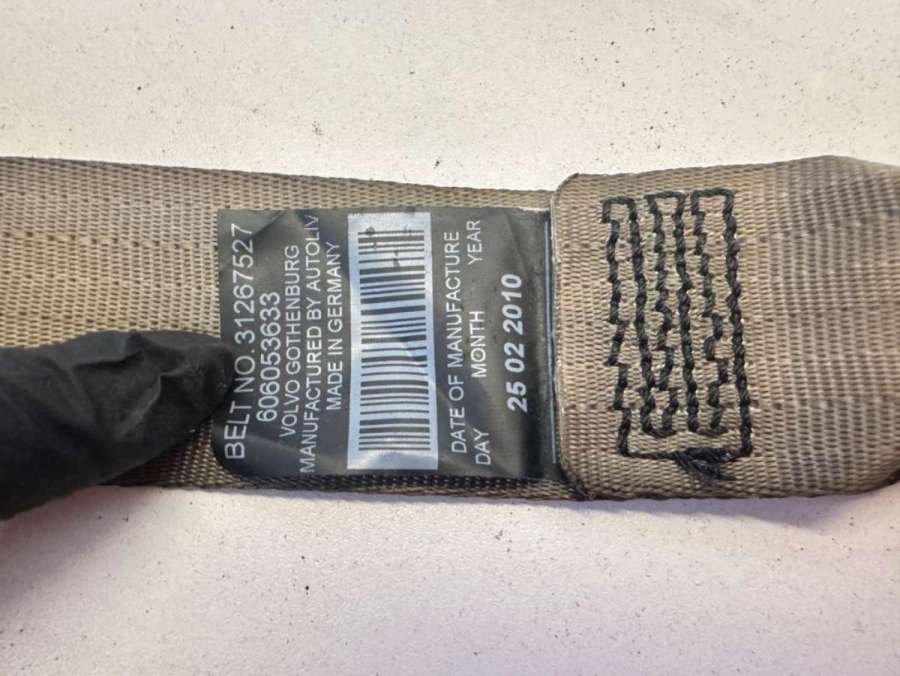 BELT NO. 31267527
606053633
VOLVO GOTHENBURG
MANUFACTURED BY AUTOLIV
MADE IN GERMANY
DATE OF MANUFACTURE
DAY MONTH YEAR
25 02 2010